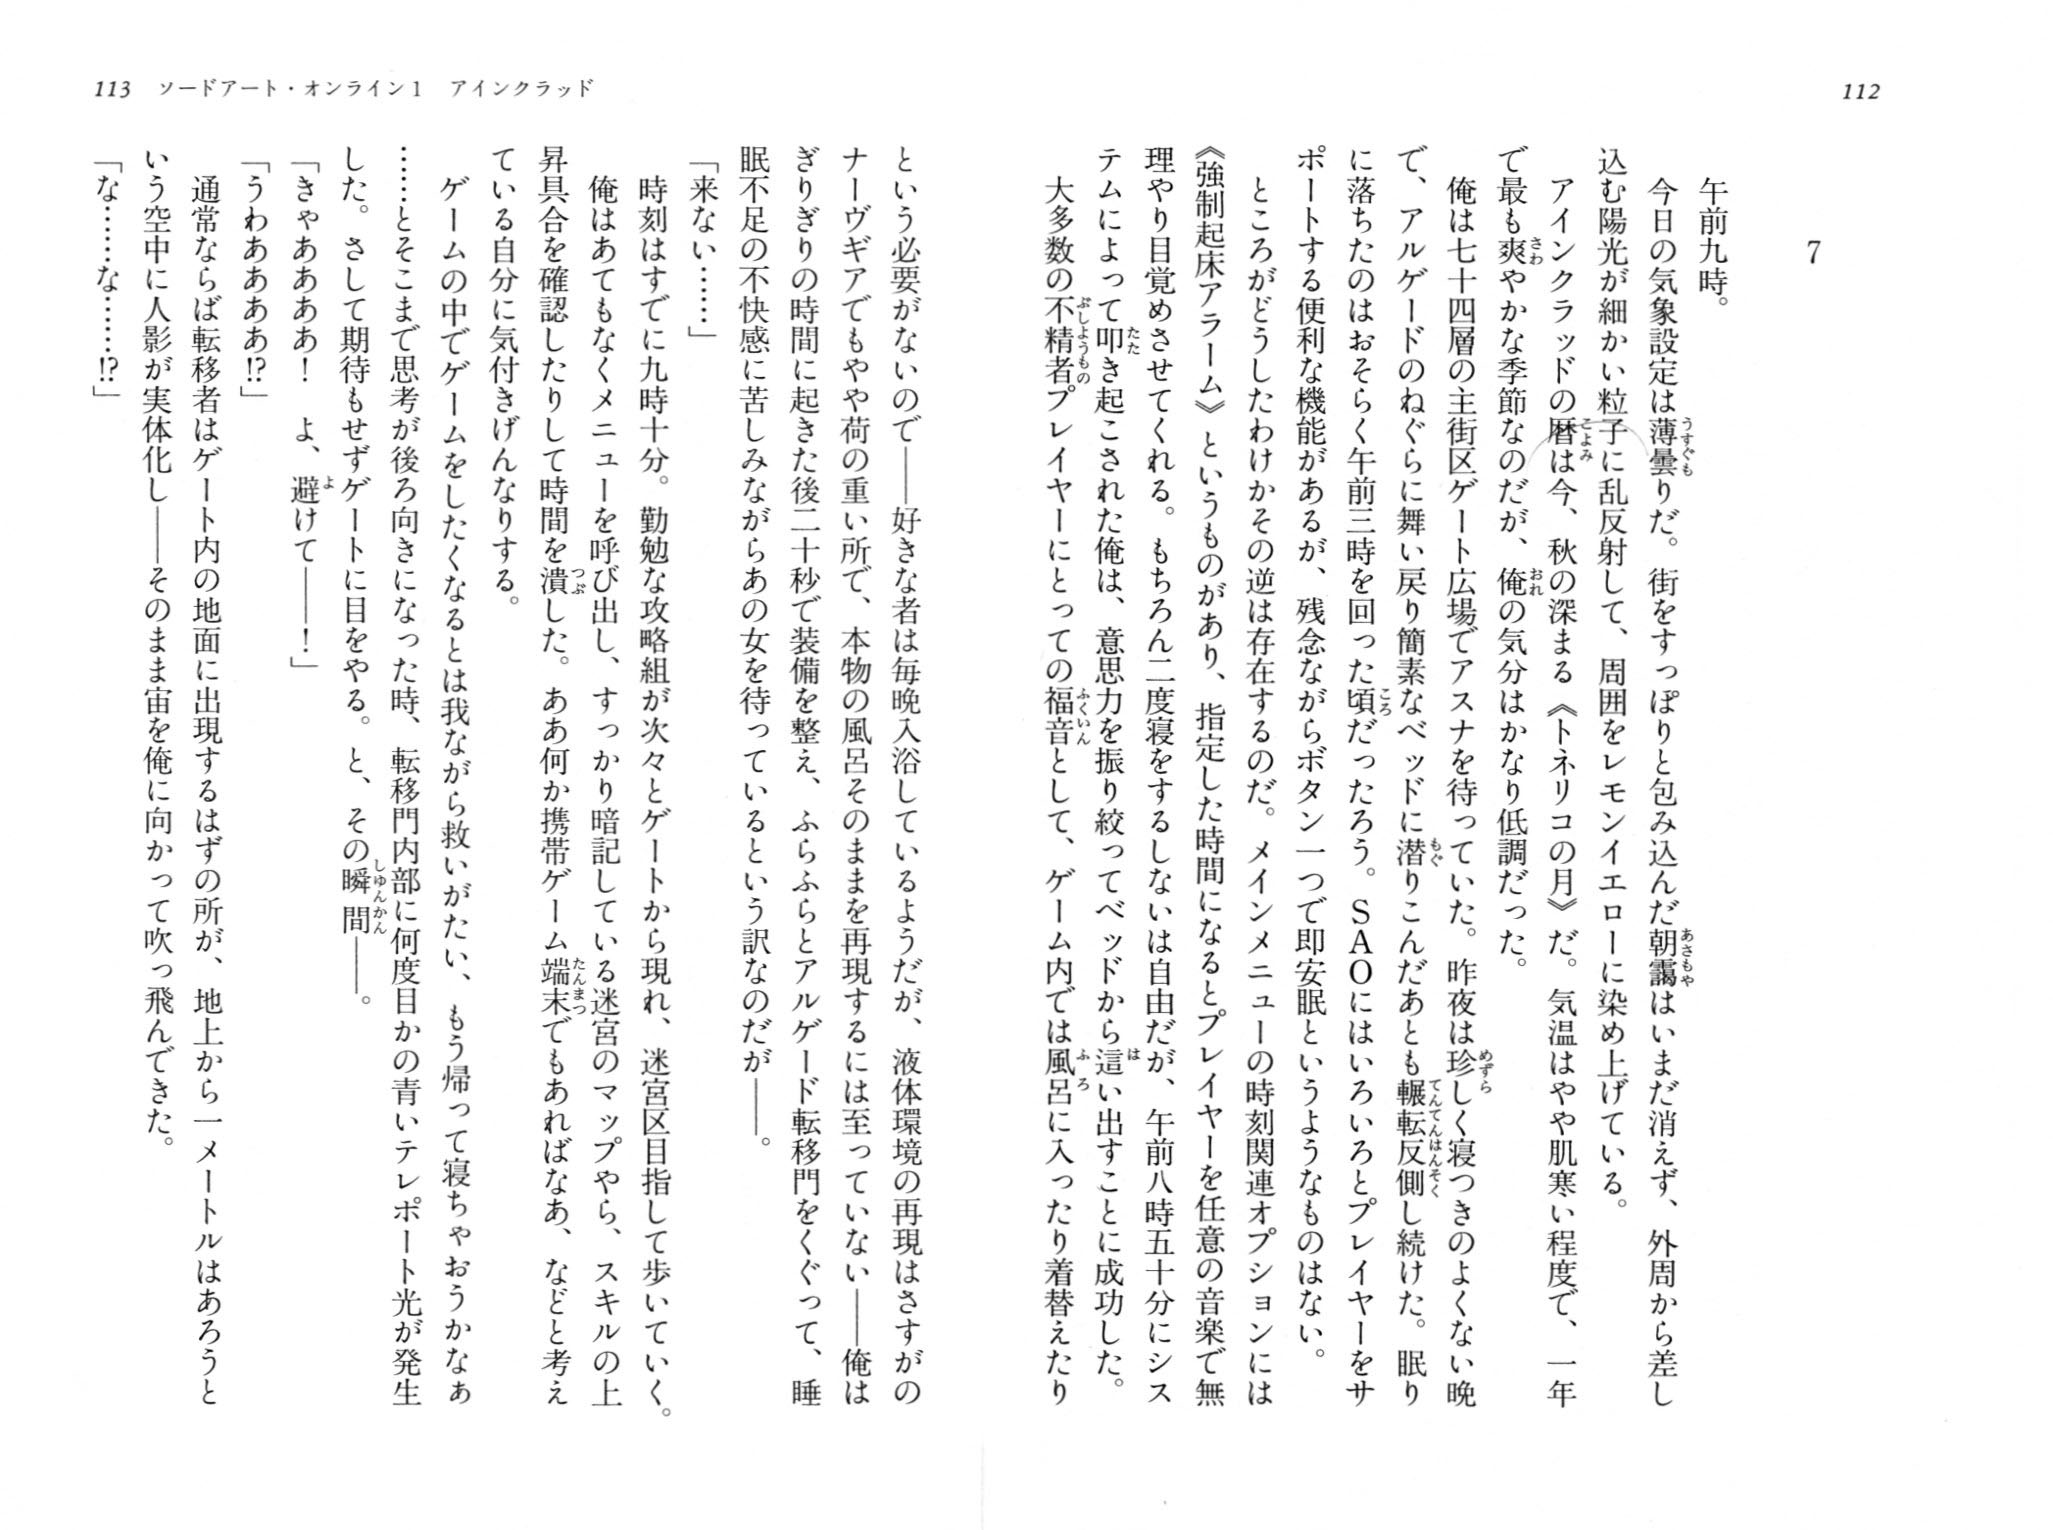 112
7
午前九時。
今日の気象設定は薄曇りだ。街をすっぽりと包み込んだ朝靄はいまだ消えず、外周から差し
込む陽光が細かい粒子に乱反射して、周囲をレモンイエローに染め上げている。
アインクラッドの暦は今、秋の深まる《トネリコの月》だ。気温はやや肌寒い程度で、一年
で最も爽やかな季節なのだが、俺の気分はかなり低調だった。
俺は七十四層の主街区ゲート広場でアスナを待っていた。昨夜は珍しく寝つきのよくない晩
で、アルゲードのねぐらに舞い戻り簡素なベッドに潜りこんだあとも輾転反側し続けた。眠り
に落ちたのはおそらく午前三時を回った頃だったろう。SAOにはいろいろとプレイヤーをサ
ポートする便利な機能があるが、残念ながらボタン一つで即安眠というようなものはない。
ところがどうしたわけかその逆は存在するのだ。メインメニューの時刻関連オプションには
《強制起床アラーム》というものがあり、指定した時間になるとプレイヤーを任意の音楽で無
理やり目覚めさせてくれる。もちろん二度寝をするしないは自由だが、午前八時五十分にシス
テムによって叩き起こされた俺は、意思力を振り絞ってベッドから這い出すことに成功した。
大多数の不精者プレイヤーにとっての福音として、ゲーム内では風呂に入ったり着替えたり
113 ソードアート・オンライン1 アインクラッド
という必要がないので――好きな者は毎晩入浴しているようだが、液体環境の再現はさすがの
ナーヴギアでもやや荷の重い所で、本物の風呂そのままを再現するには至っていない――俺は
ぎりぎりの時間に起きた後二十秒で装備を整え、ふらふらとアルゲード転移門をくぐって、睡
眠不足の不快感に苦しみながらあの女を待っているという訳なのだが――。
「来ない……」
時刻はすでに九時十分。勤勉な攻略組が次々とゲートから現れ、迷宮区目指して歩いていく。
俺はあてもなくメニューを呼び出し、すっかり暗記している迷宮のマップやら、スキルの上
昇具合を確認したりして時間を潰した。ああ何か携帯ゲーム端末でもあればなあ、などと考え
ている自分に気付きげんなりする。
ゲームの中でゲームをしたくなるとは我ながら救いがたい、もう帰って寝ちゃおうかなぁ
……とそこまで思考が後ろ向きになった時、転移門内部に何度目かの青いテレポート光が発生
した。さして期待もせずゲートに目をやる。と、その瞬間――。
「きゃああああ！　よ、避けて――！」
「うわあああああ!?」
通常ならば転移者はゲート内の地面に出現するはずの所が、地上から一メートルはあろうと
いう空中に人影が実体化し――そのまま宙を俺に向かって吹っ飛んできた。
「な……な……!?」